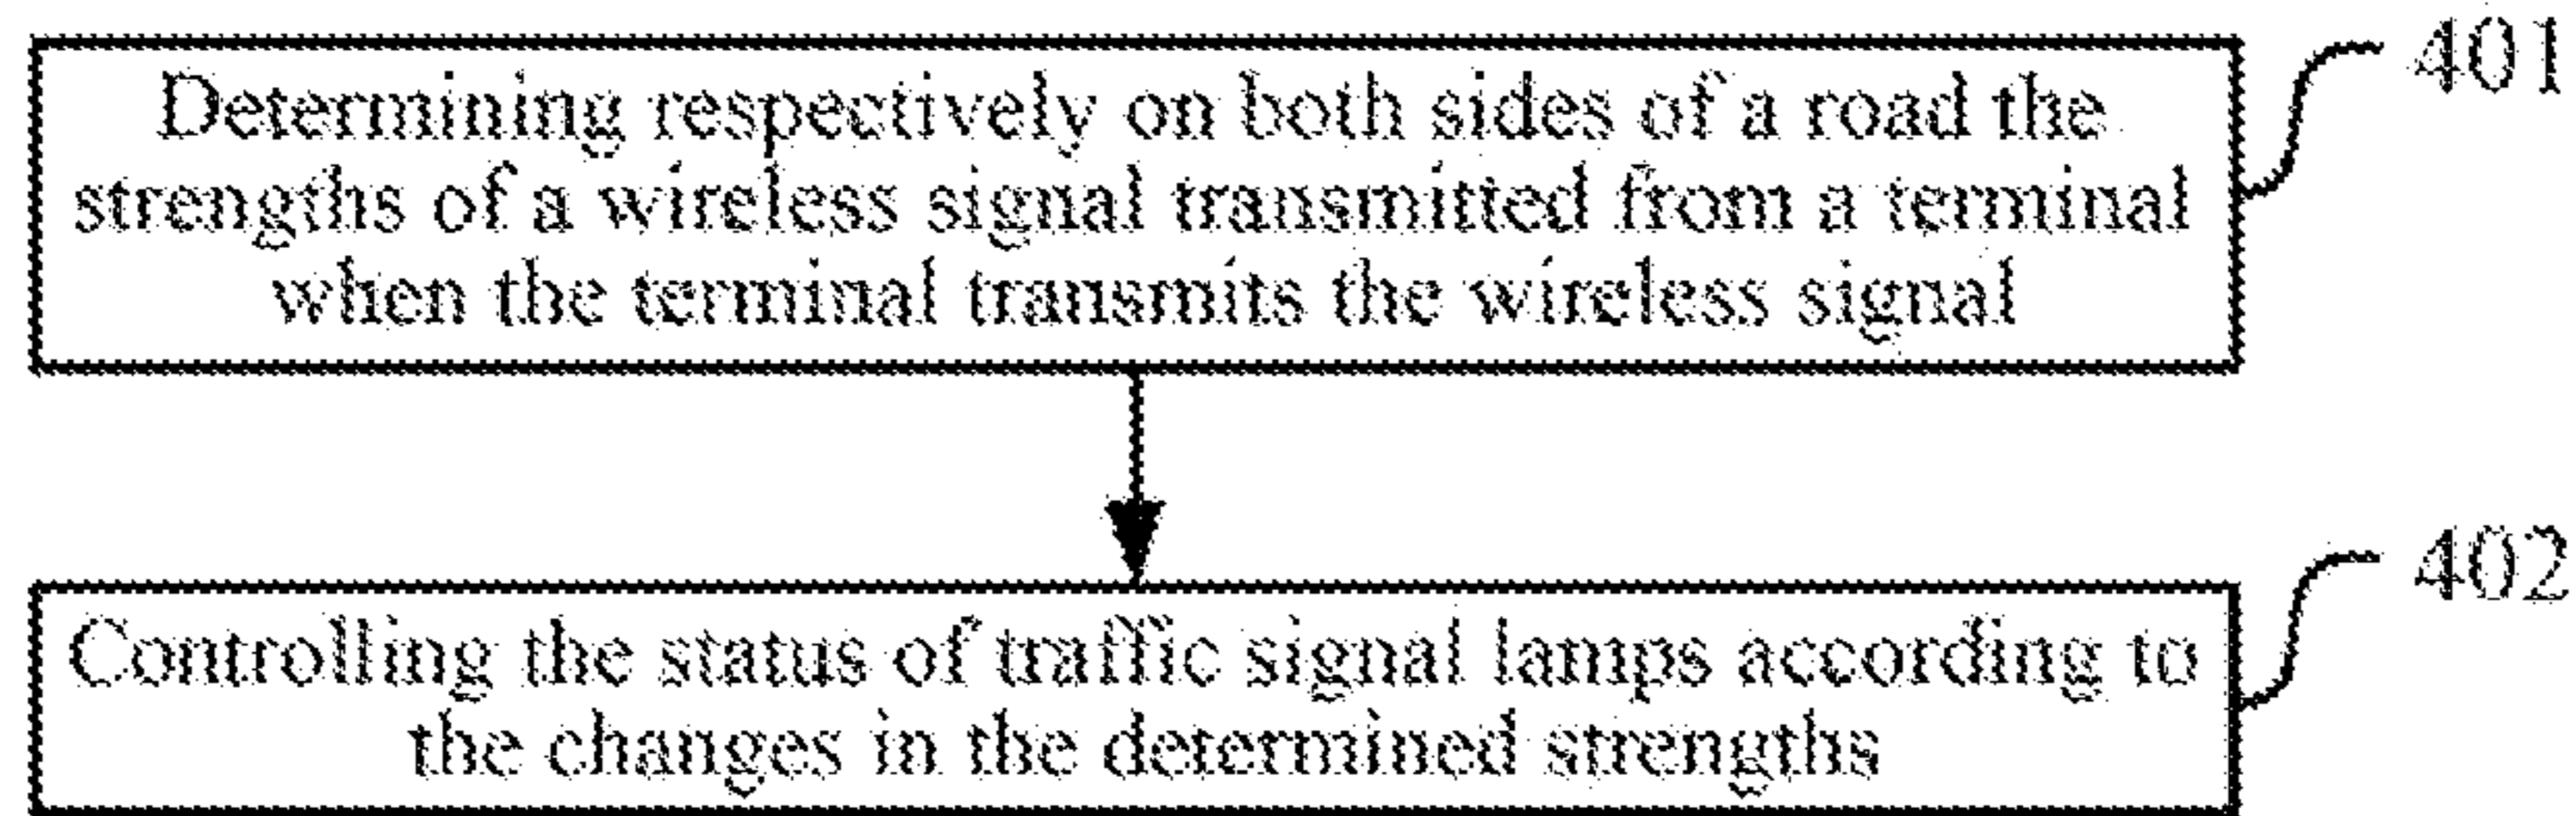 401
Determining respectively on both sides of a road the
strengths of a wireless signal transmitted from a terminal
when the terminal transmits the wireless signal
402
Controlling the status of traffic signal lamps according to
the changes in the determined strengths